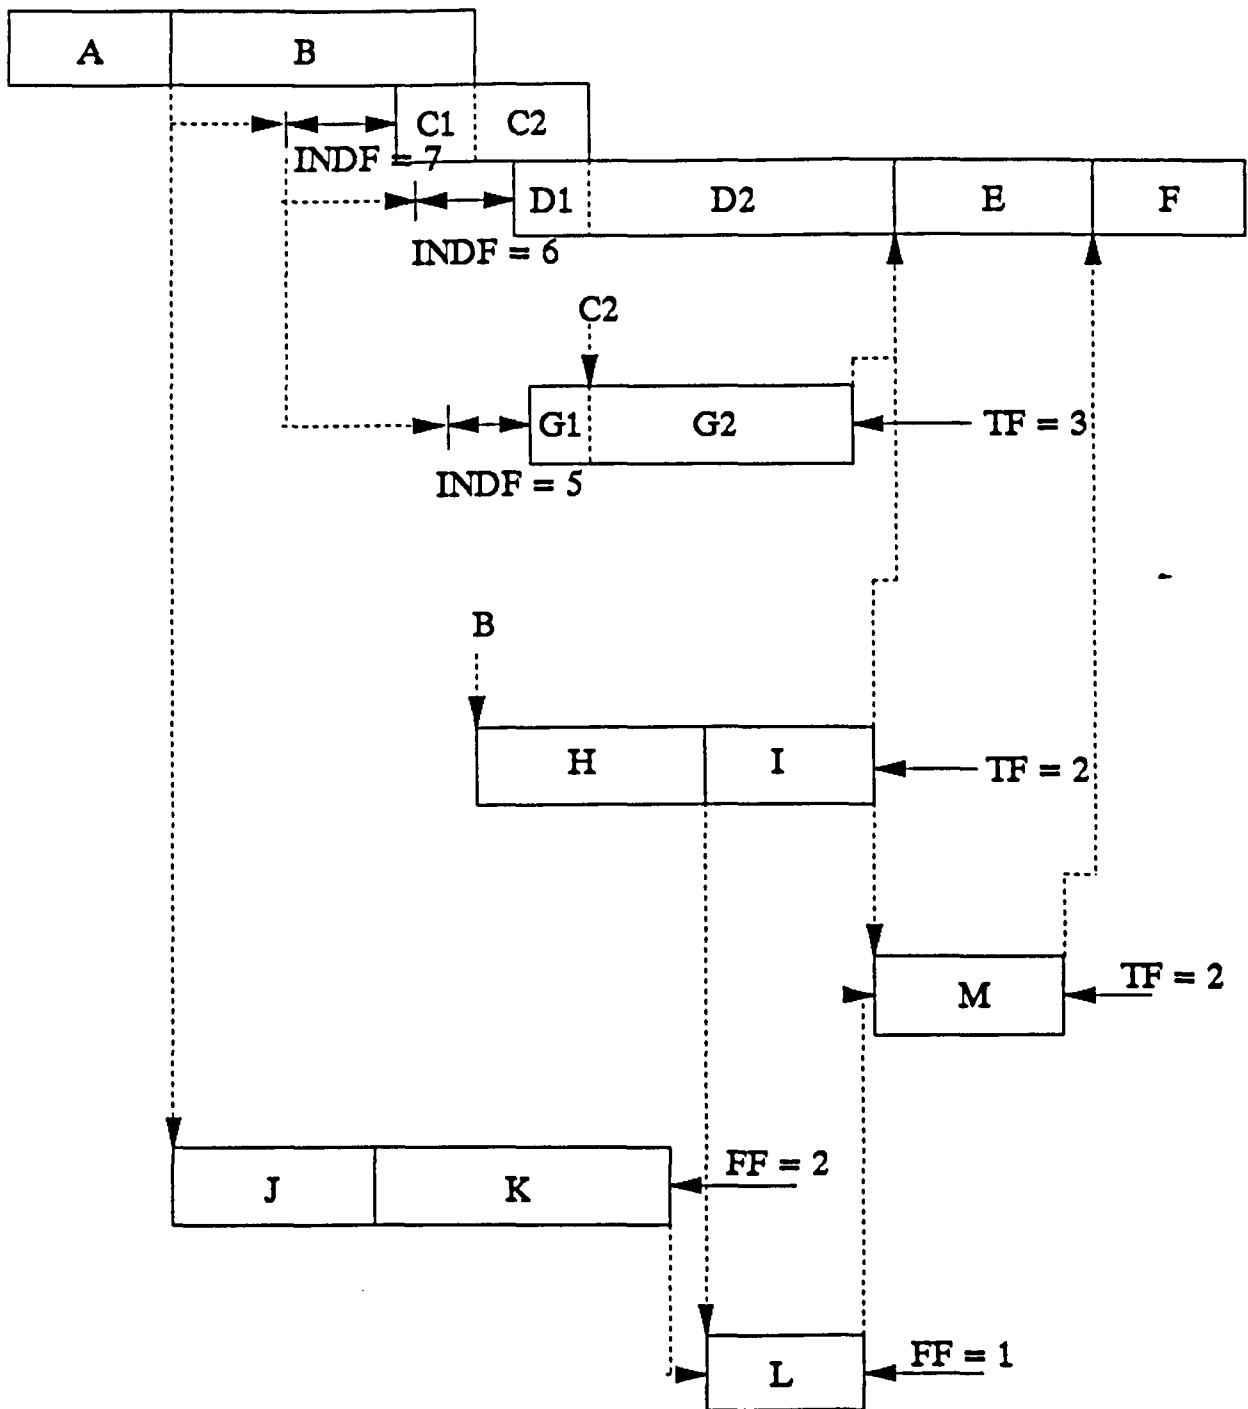 A
B
C1
C2
INDF = 7
D1
D2
E
F
INDF = 6
C2
G1
G2
TF = 3
INDF = 5
B
H
I
TF = 2
M
TF = 2
J
K
FF = 2
L
FF = 1